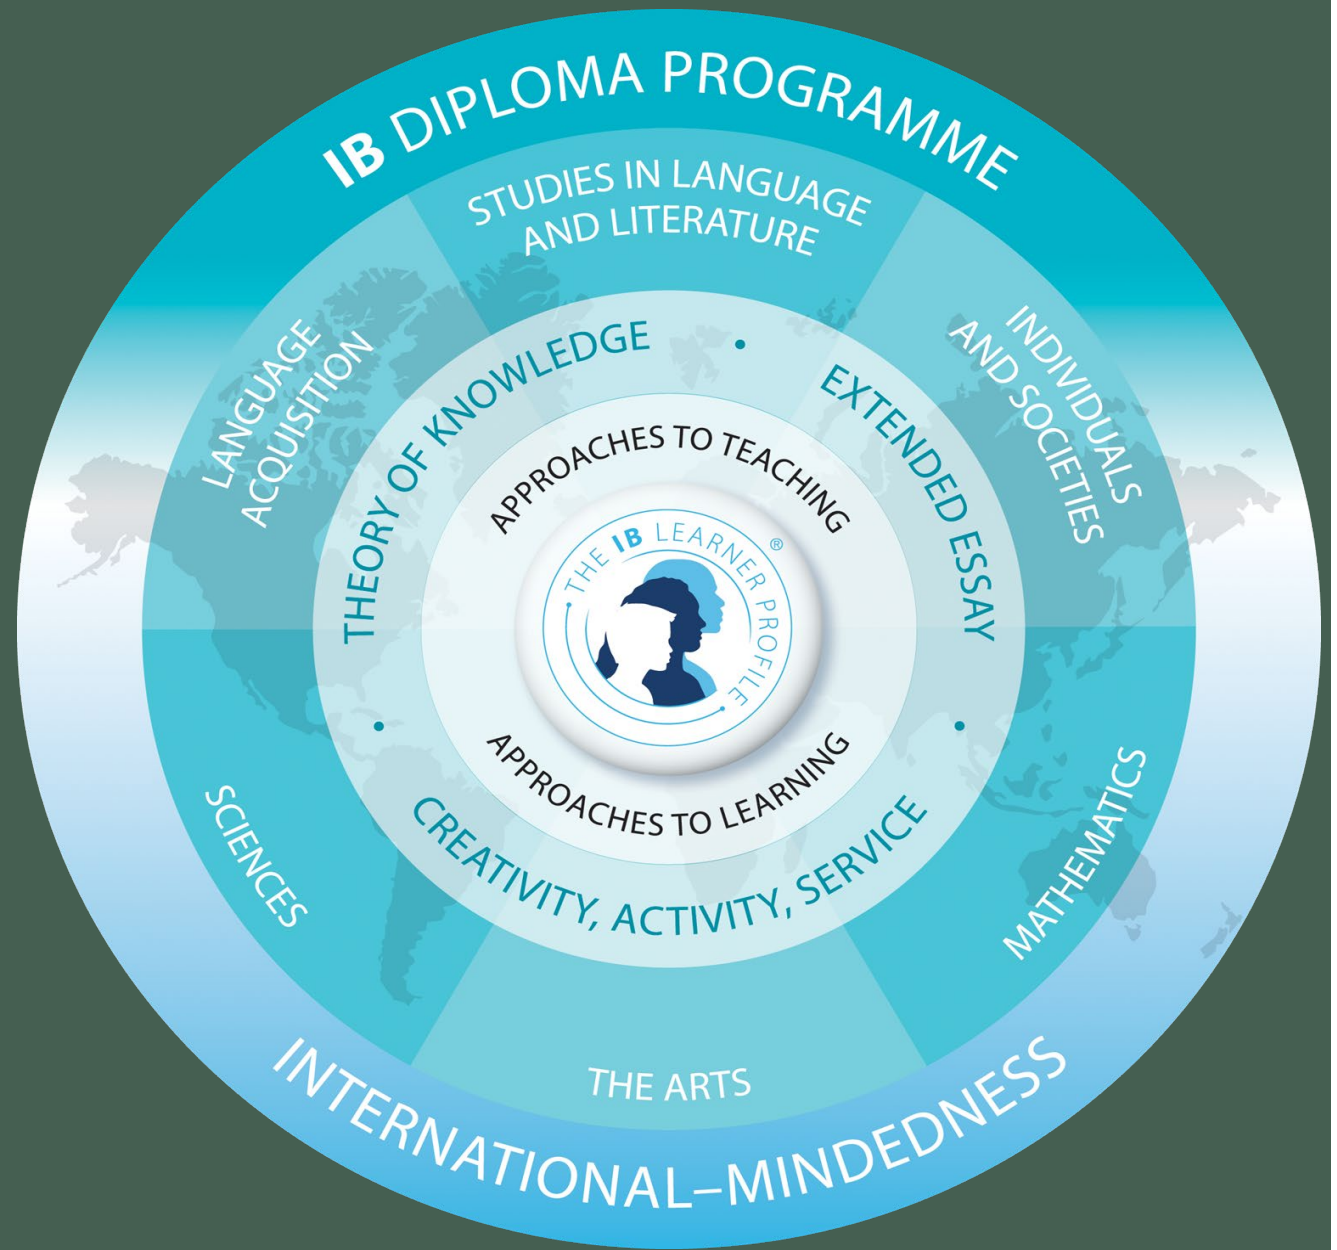 IB DIPLOMA PROGRAMME
STUDIES IN LANGUAGE
AND LITERATURE
LANGUAGE
ACQUISITION
INDIVIDUALS
AND SOCIETIES
THEORY OF KNOWLEDGE
•
EXTENDED ESSAY
APPROACHES TO TEACHING
THE IB LEARNER PROFILE
®
APPROACHES TO LEARNING
•
CREATIVITY, ACTIVITY, SERVICE
•
SCIENCES
MATHEMATICS
THE ARTS
INTERNATIONAL–MINDEDNESS